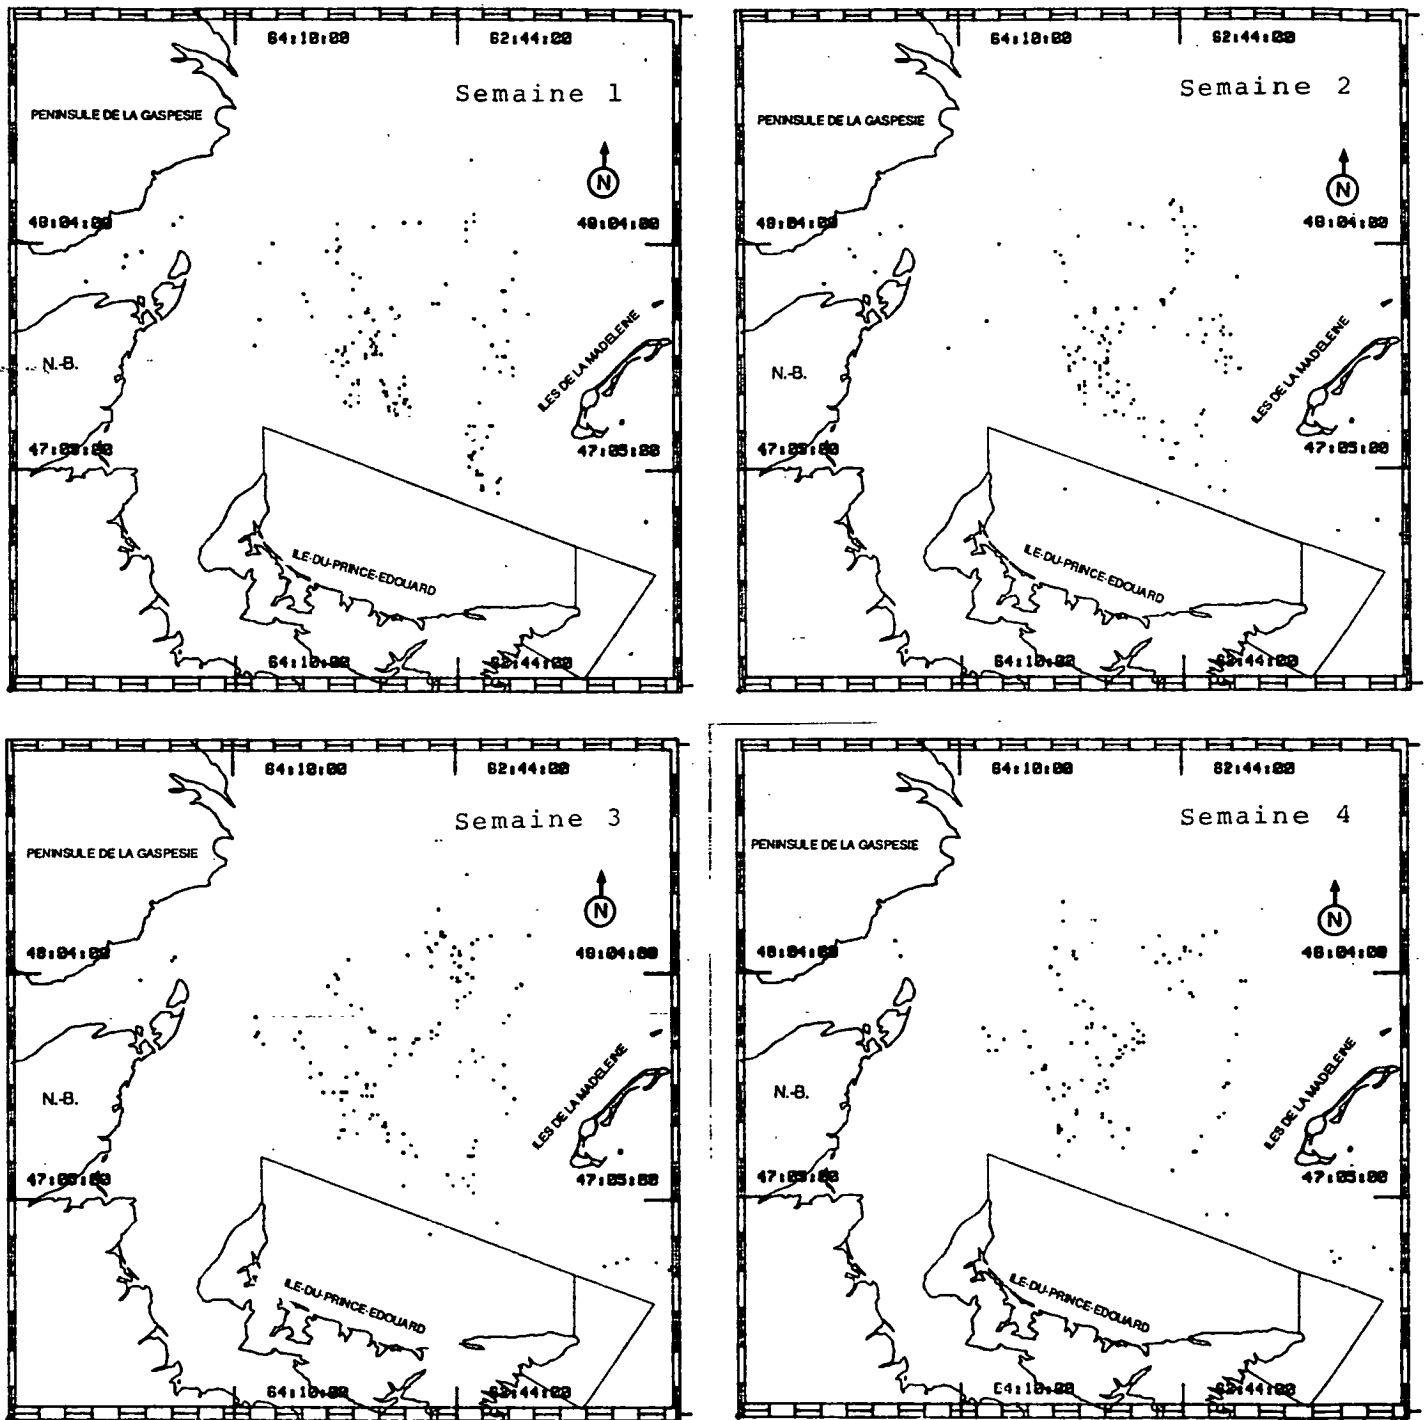 64:10:00 62:44:00
Semaine 1
PENINSULE DE LA GASPESIE
N
48:04:00 48:04:00
ILES DE LA MADELEINE
N.-B.
47:05:00 47:05:00
ILE-DU-PRINCE-EDOUARD
64:10:00 62:44:00
64:10:00 62:44:00
Semaine 2
PENINSULE DE LA GASPESIE
N
48:04:00 48:04:00
ILES DE LA MADELEINE
N.-B.
47:05:00 47:05:00
ILE-DU-PRINCE-EDOUARD
64:10:00 62:44:00
64:10:00 62:44:00
Semaine 3
PENINSULE DE LA GASPESIE
N
48:04:00 48:04:00
ILES DE LA MADELEINE
N.-B.
47:05:00 47:05:00
ILE-DU-PRINCE-EDOUARD
64:10:00 62:44:00
64:10:00 62:44:00
Semaine 4
PENINSULE DE LA GASPESIE
N
48:04:00 48:04:00
ILES DE LA MADELEINE
N.-B.
47:05:00 47:05:00
ILE-DU-PRINCE-EDOUARD
64:10:00 62:44:00